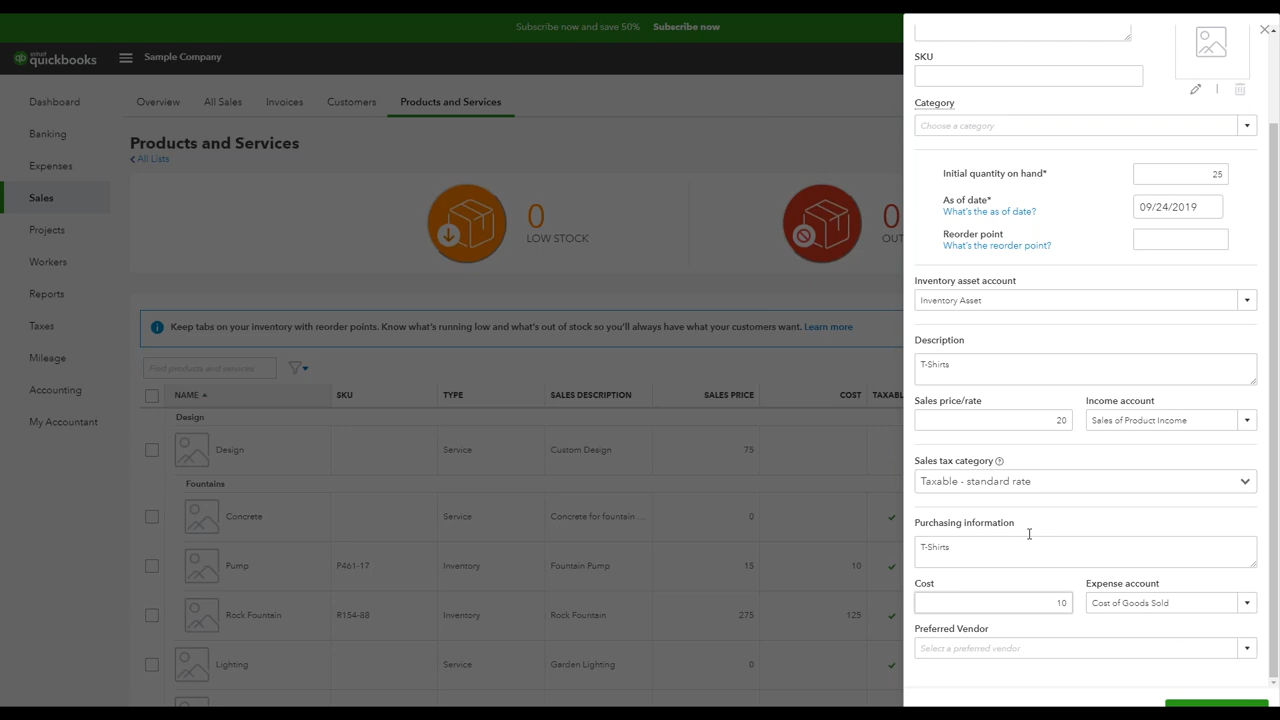 Subscribe now and save 50% Subscribe now
intuit quickbooks
Sample Company
Dashboard
Banking
Expenses
Sales
Projects
Workers
Reports
Taxes
Mileage
Accounting
My Accountant
Overview All Sales Invoices Customers Products and Services
Products and Services
All Lists
0
LOW STOCK
0
OUT
Keep tabs on your inventory with reorder points. Know what's running low and what's out of stock so you'll always have what your customers want. Learn more
Find products and services
NAME SKU TYPE SALES DESCRIPTION SALES PRICE COST TAXABL
Design
Design Service Custom Design 75
Fountains
Concrete Service Concrete for fountain ... 0
Pump P461-17 Inventory Fountain Pump 15 10
Rock Fountain R154-88 Inventory Rock Fountain 275 125
Lighting Service Garden Lighting 0
SKU
Category
Choose a category
Initial quantity on hand* 25
As of date* 09/24/2019
What's the as of date?
Reorder point
What's the reorder point?
Inventory asset account
Inventory Asset
Description
T-Shirts
Sales price/rate Income account
20 Sales of Product Income
Sales tax category
Taxable - standard rate
Purchasing information
T-Shirts
Cost Expense account
10 Cost of Goods Sold
Preferred Vendor
Select a preferred vendor